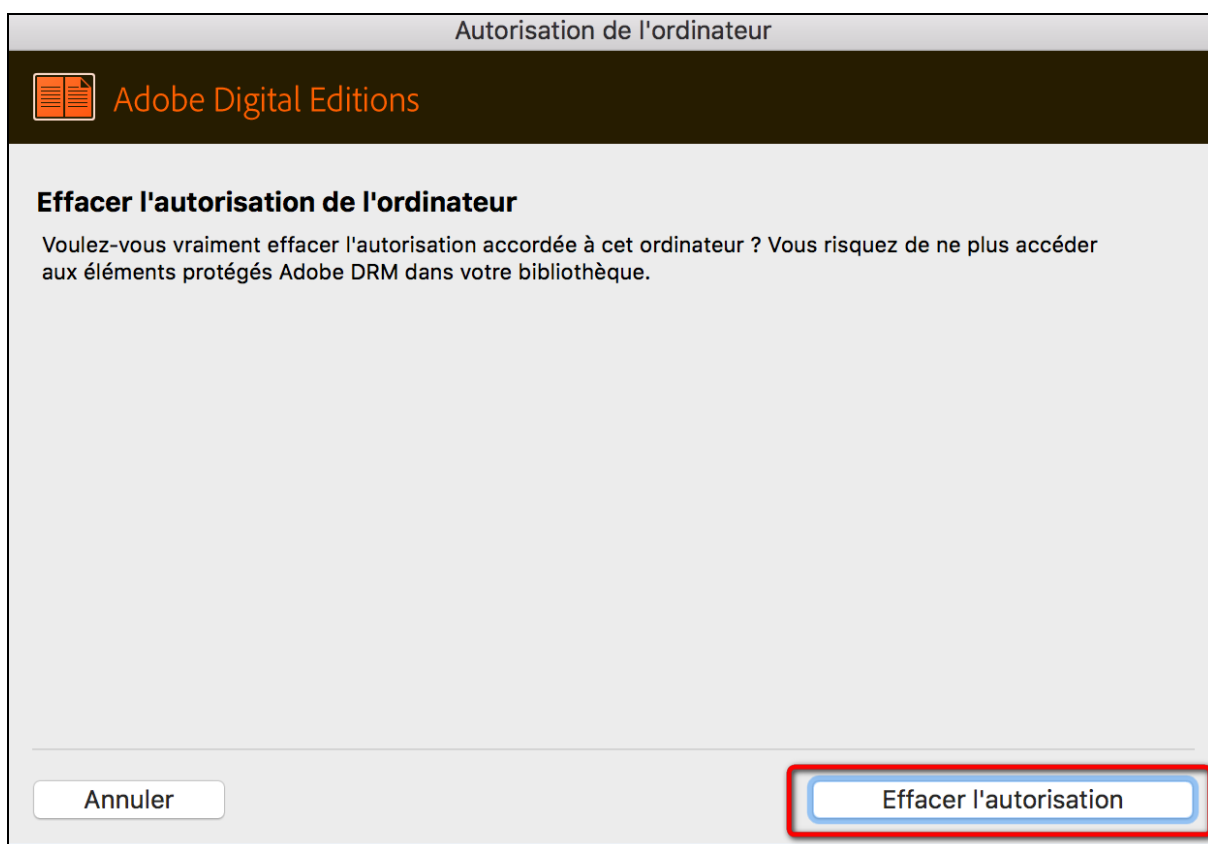 Autorisation de l'ordinateur
Adobe Digital Editions
Effacer l'autorisation de l'ordinateur
Voulez-vous vraiment effacer l'autorisation accordée à cet ordinateur ? Vous risquez de ne plus accéder
aux éléments protégés Adobe DRM dans votre bibliothèque.
Annuler
Effacer l'autorisation